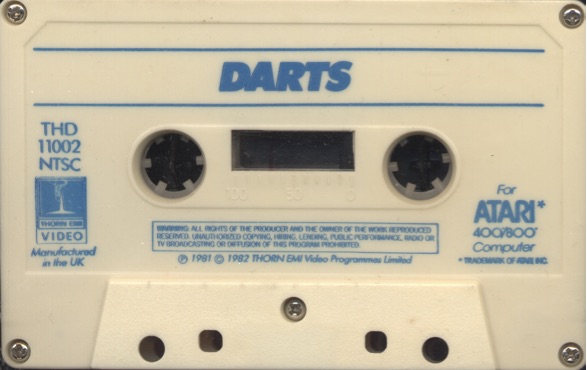 DARTS
THD
11002
NTSC
THORN EMI
VIDEO
Manufactured
in the UK
For
ATARI*
400/800*
Computer
* TRADEMARK OF ATARI INC.
100 50 0
WARNING: ALL RIGHTS OF THE PRODUCER AND THE OWNER OF THE WORK REPRODUCED
RESERVED. UNAUTHORIZED COPYING, HIRING, LENDING, PUBLIC PERFORMANCE, RADIO OR
TV BROADCASTING OR DIFFUSION OF THIS PROGRAM PROHIBITED.
℗ 1981 © 1982 THORN EMI Video Programmes Limited